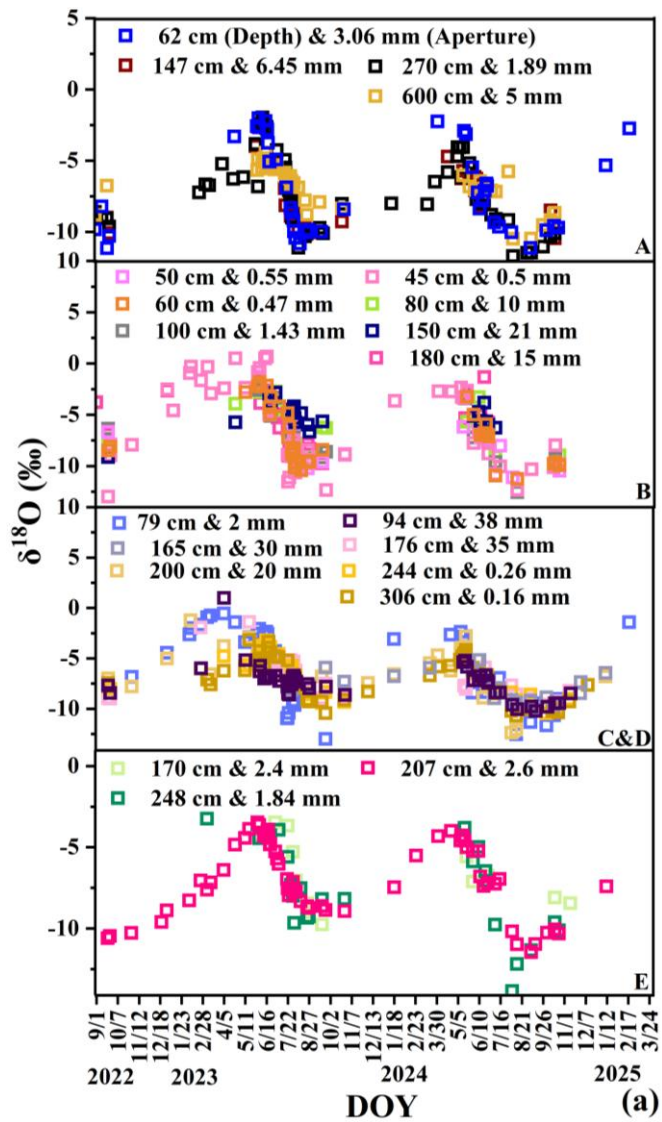 5
0
-5
-10
62 cm (Depth) & 3.06 mm (Aperture)
147 cm & 6.45 mm
270 cm & 1.89 mm
600 cm & 5 mm
A
10
5
0
-5
-10
50 cm & 0.55 mm
45 cm & 0.5 mm
60 cm & 0.47 mm
80 cm & 10 mm
100 cm & 1.43 mm
150 cm & 21 mm
180 cm & 15 mm
B
δ18O (‰)
10
5
0
-5
-10
79 cm & 2 mm
94 cm & 38 mm
165 cm & 30 mm
176 cm & 35 mm
200 cm & 20 mm
244 cm & 0.26 mm
306 cm & 0.16 mm
C&D
0
-5
-10
170 cm & 2.4 mm
207 cm & 2.6 mm
248 cm & 1.84 mm
E
9/1 10/7 11/12 12/18 1/23 2/28 4/5 5/11 6/16 7/22 8/27 10/2 11/7 12/13 1/18 2/23 3/30 5/5 6/10 7/16 8/21 9/26 11/1 12/7 1/12 2/17 3/24
2022 2023 2024 2025
DOY
(a)